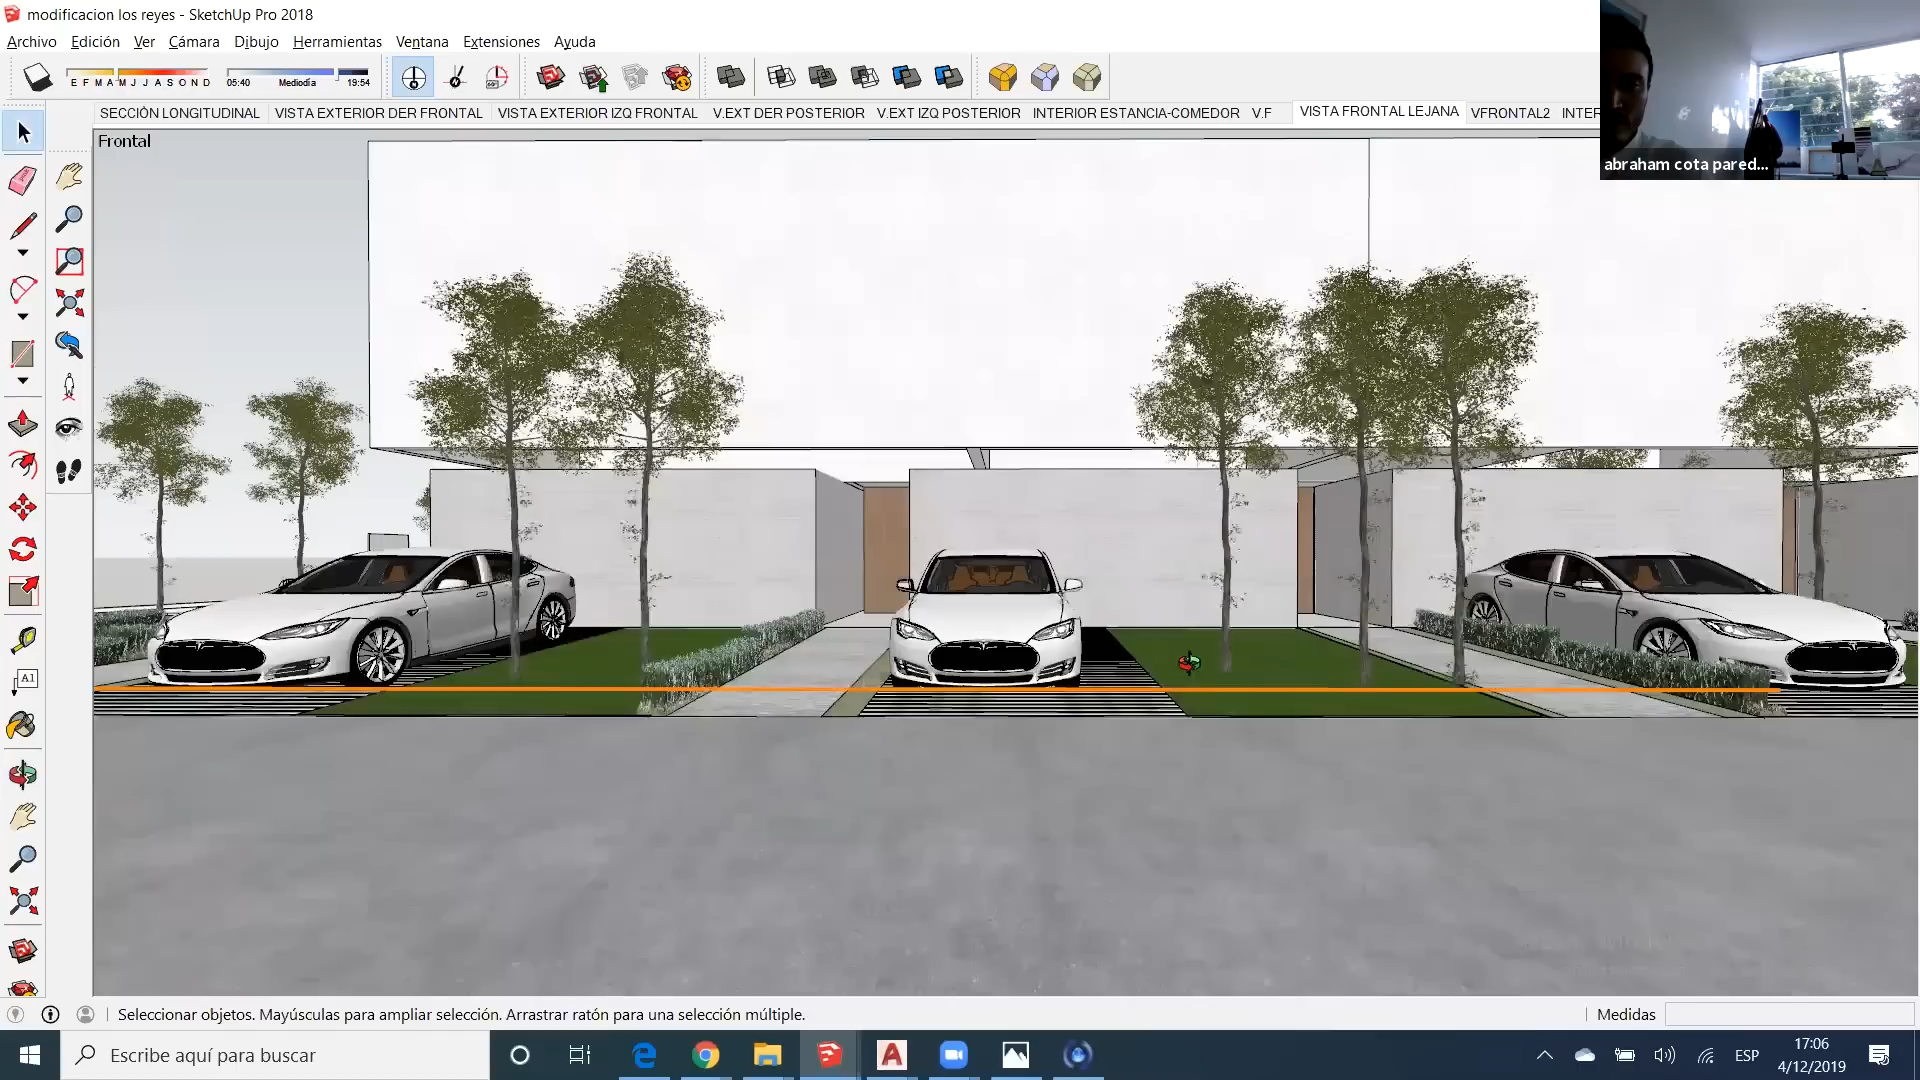 modificacion los reyes - SketchUp Pro 2018
Archivo Edición Ver Cámara Dibujo Herramientas Ventana Extensiones Ayuda
E F M A M J J A S O N D 05:40 Mediodía 19:54
SECCIÓN LONGITUDINAL VISTA EXTERIOR DER FRONTAL VISTA EXTERIOR IZQ FRONTAL V.EXT DER POSTERIOR V.EXT IZQ POSTERIOR INTERIOR ESTANCIA-COMEDOR V.F VISTA FRONTAL LEJANA VFRONTAL2 INTER
Frontal
abraham cota pared...
A1
Seleccionar objetos. Mayúsculas para ampliar selección. Arrastrar ratón para una selección múltiple.
Medidas
Escribe aquí para buscar
ESP
17:06
4/12/2019